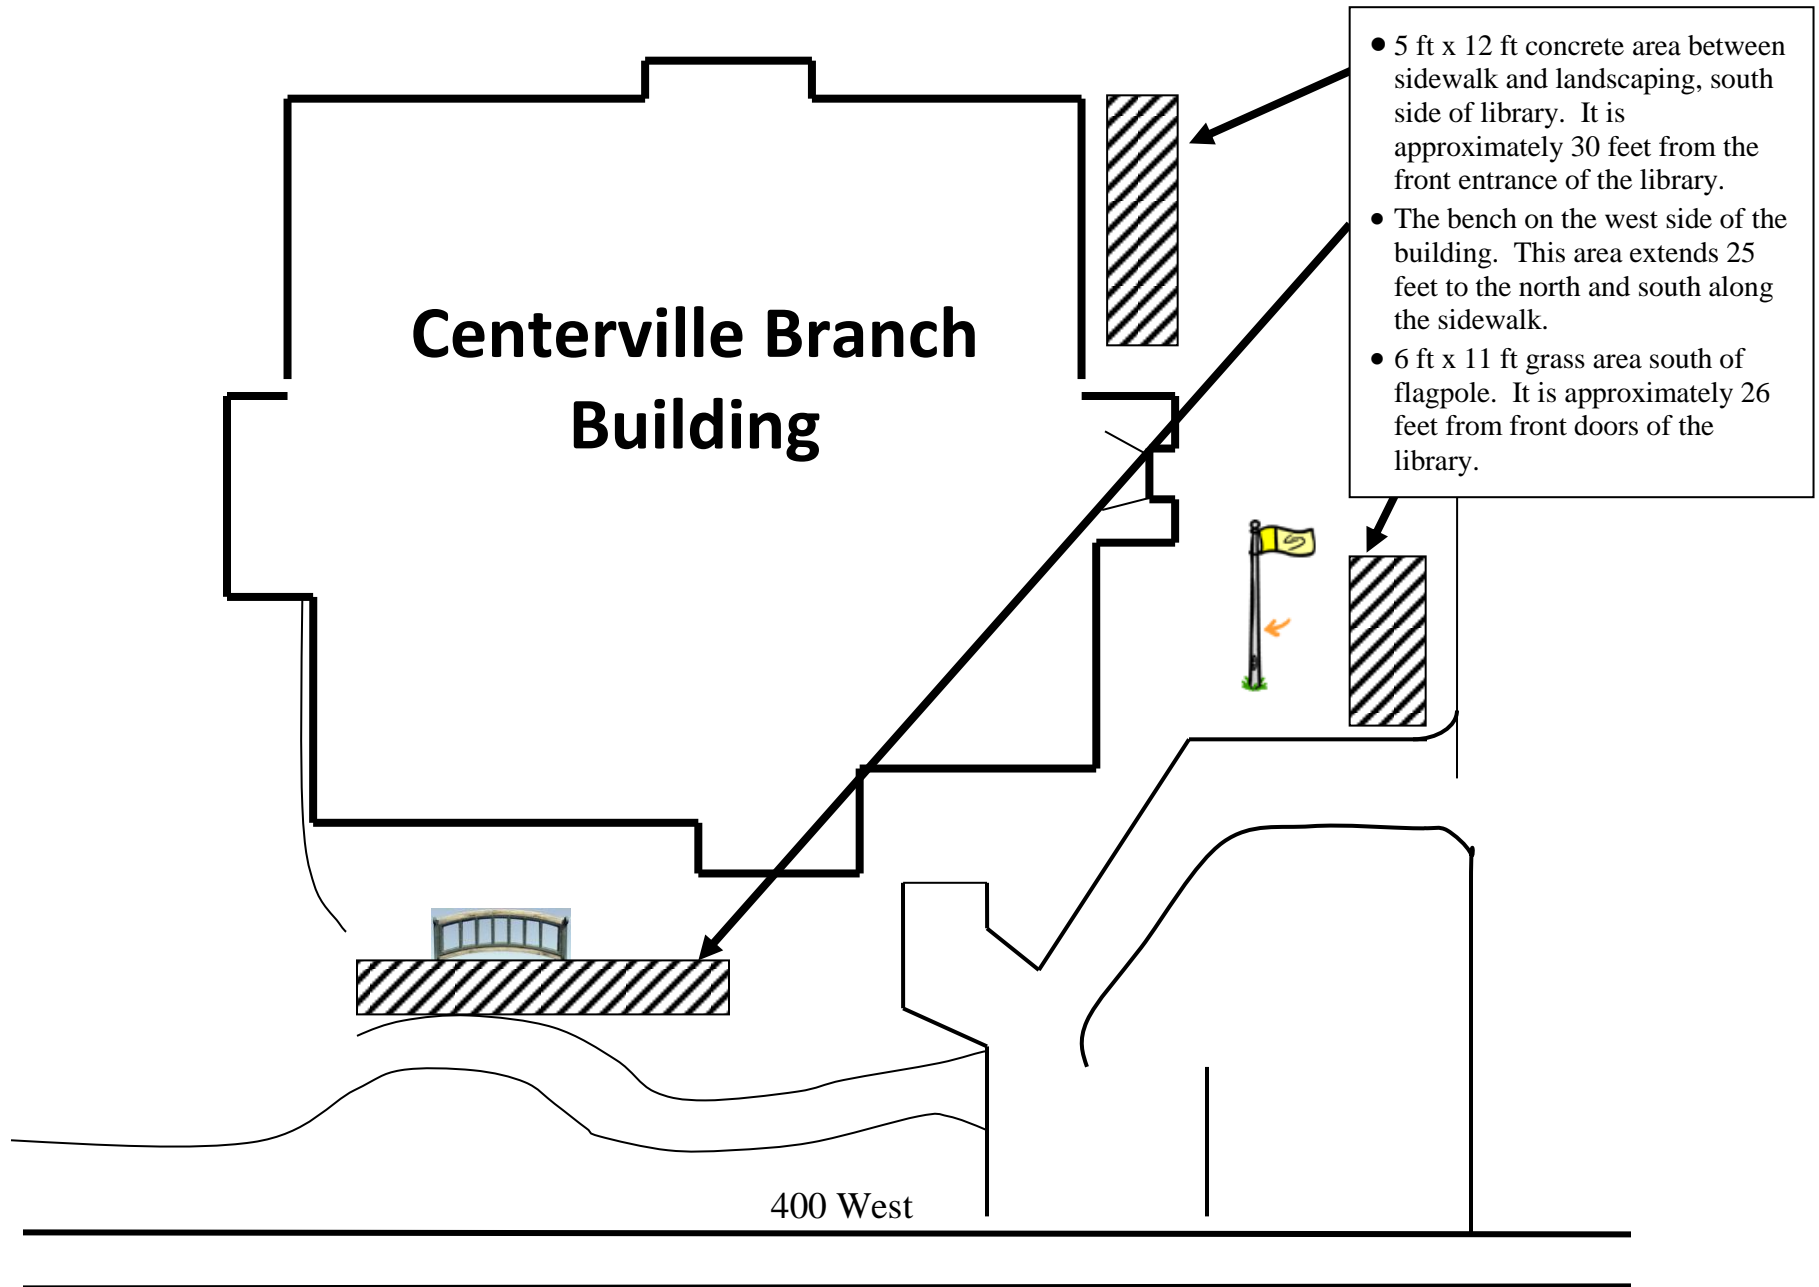 • 5 ft x 12 ft concrete area between
sidewalk and landscaping, south
side of library.  It is
approximately 30 feet from the
front entrance of the library.
• The bench on the west side of the
building.  This area extends 25
feet to the north and south along
the sidewalk.
• 6 ft x 11 ft grass area south of
flagpole.  It is approximately 26
feet from front doors of the
library.
Centerville Branch
Building
400 West